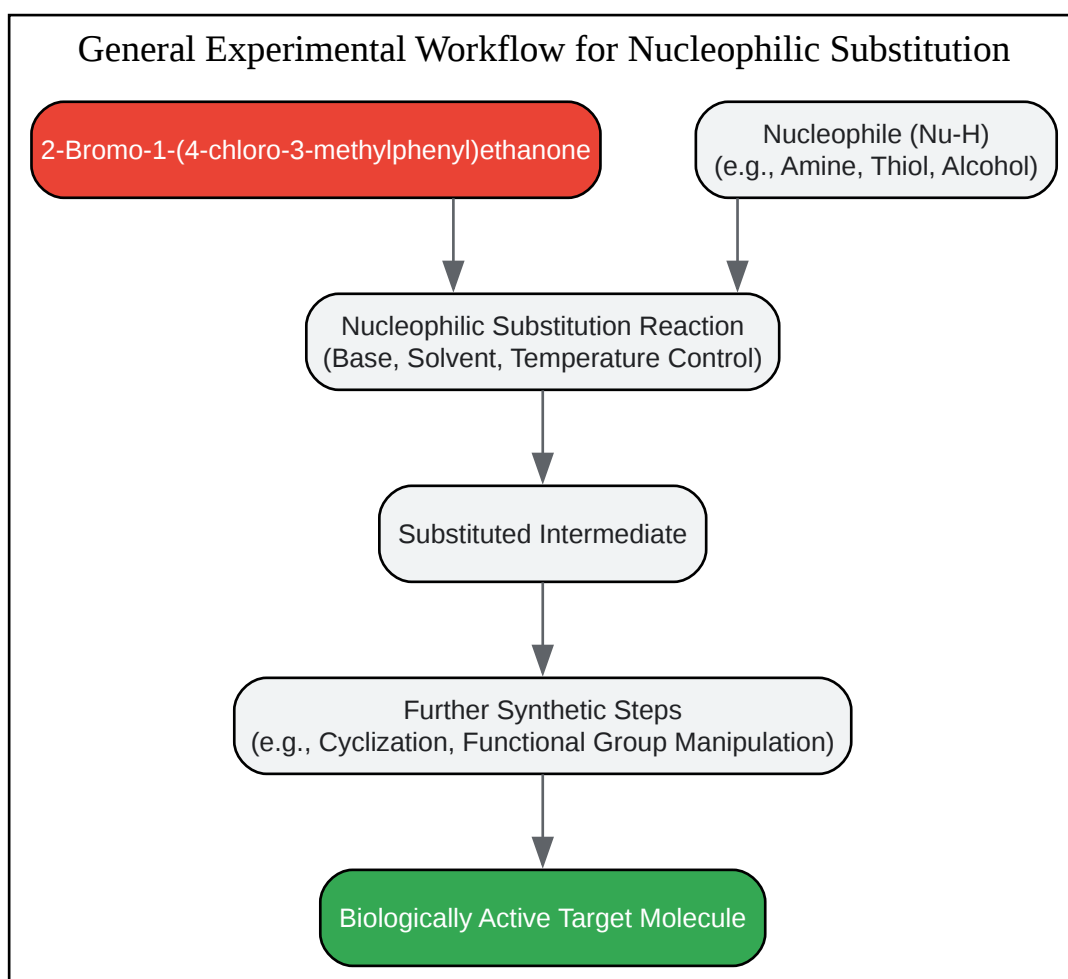 General Experimental Workflow for Nucleophilic Substitution
2-Bromo-1-(4-chloro-3-methylphenyl)ethanone
Nucleophile (Nu-H)
(e.g., Amine, Thiol, Alcohol)
Nucleophilic Substitution Reaction
(Base, Solvent, Temperature Control)
Substituted Intermediate
Further Synthetic Steps
(e.g., Cyclization, Functional Group Manipulation)
Biologically Active Target Molecule